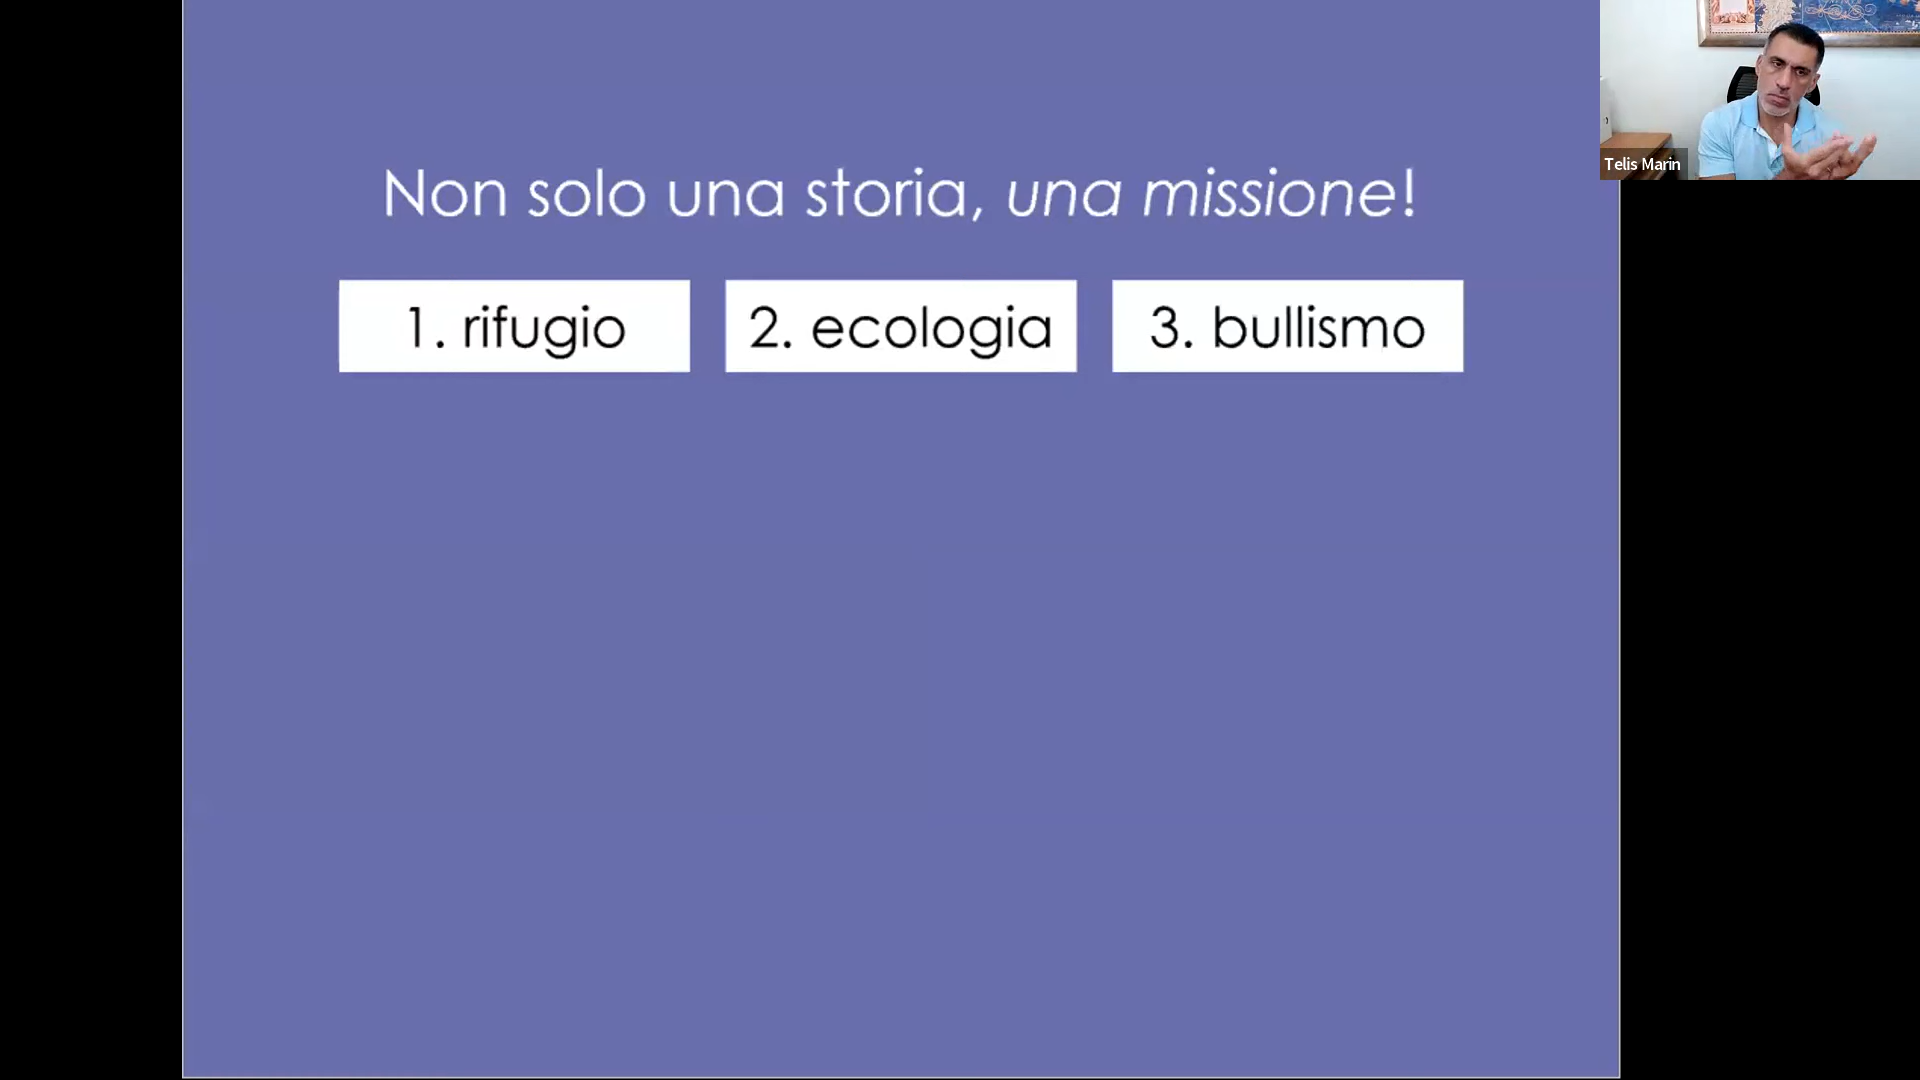 Non solo una storia, una missione!
1. rifugio
2. ecologia
3. bullismo
Telis Marin